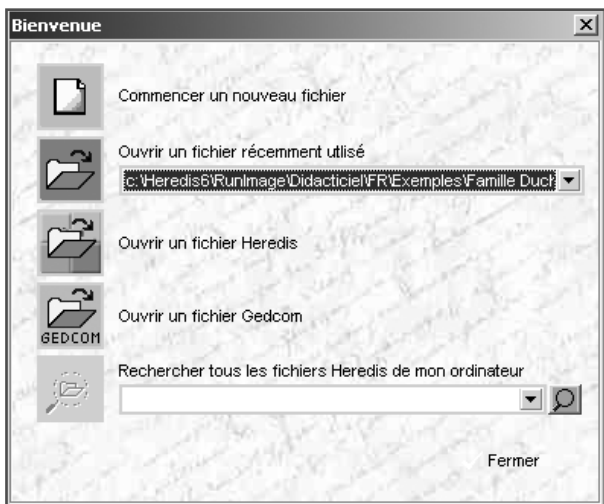 Bienvenue
Commencer un nouveau fichier
Ouvrir un fichier récemment utlisé
c:\Heredis6\RunImage\Didacticiel\FR\Exemples\Famille Duch
Ouvrir un fichier Heredis
Ouvrir un fichier Gedcom
GEDCOM
Rechercher tous les fichiers Heredis de mon ordinateur
Fermer